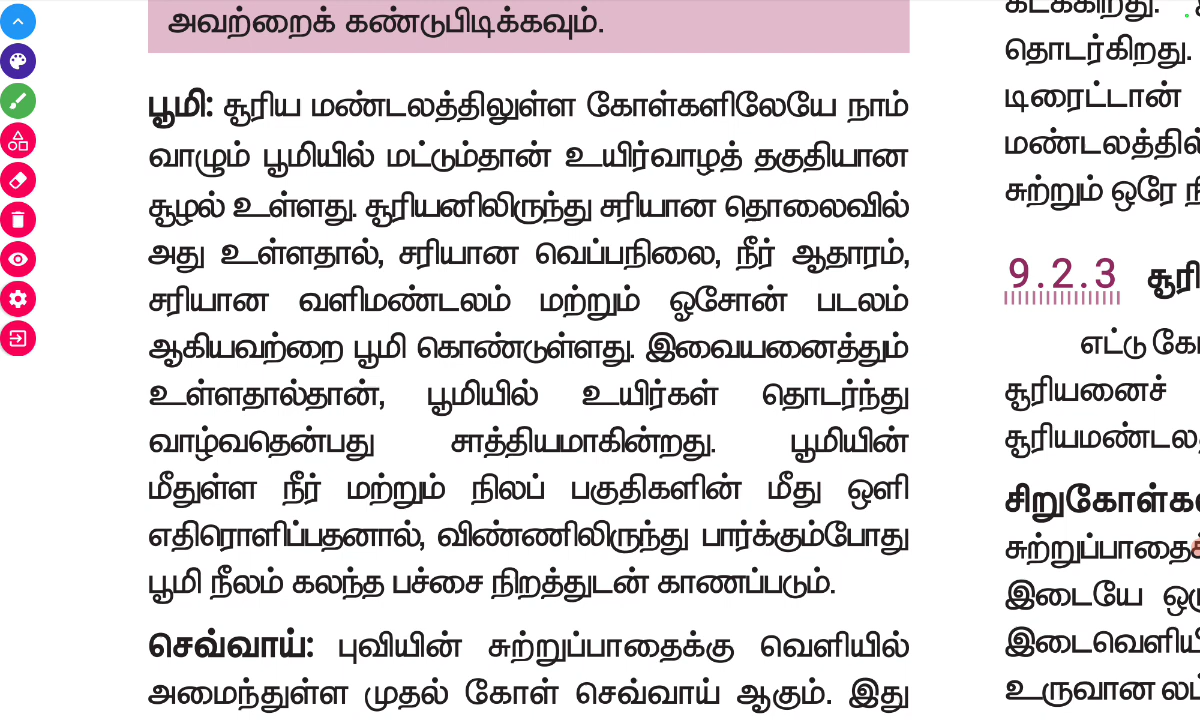 அவற்றைக் கண்டுபிடிக்கவும்.
பூமி: சூரிய மண்டலத்திலுள்ள கோள்களிலேயே நாம்
வாழும் பூமியில் மட்டும்தான் உயிர்வாழத் தகுதியான
சூழல் உள்ளது. சூரியனிலிருந்து சரியான தொலைவில்
அது உள்ளதால், சரியான வெப்பநிலை, நீர் ஆதாரம்,
சரியான வளிமண்டலம் மற்றும் ஓசோன் படலம்
ஆகியவற்றை பூமி கொண்டுள்ளது. இவையனைத்தும்
உள்ளதால்தான், பூமியில் உயிர்கள் தொடர்ந்து
வாழ்வதென்பது சாத்தியமாகின்றது. பூமியின்
மீதுள்ள நீர் மற்றும் நிலப் பகுதிகளின் மீது ஒளி
எதிரொளிப்பதனால், விண்ணிலிருந்து பார்க்கும்போது
பூமி நீலம் கலந்த பச்சை நிறத்துடன் காணப்படும்.
செவ்வாய்: புவியின் சுற்றுப்பாதைக்கு வெளியில்
அமைந்துள்ள முதல் கோள் செவ்வாய் ஆகும். இது
தொடர்கிறது.
டிரைட்டான்
மண்டலத்தில்
சுற்றும் ஒரே
9.2.3 சூரி
எட்டு கோ
சூரியனைச்
சூரியமண்டல
சிறுகோள்க
சுற்றுப்பாதை
இடையே ஒரு
இடைவெளியி
உருவான